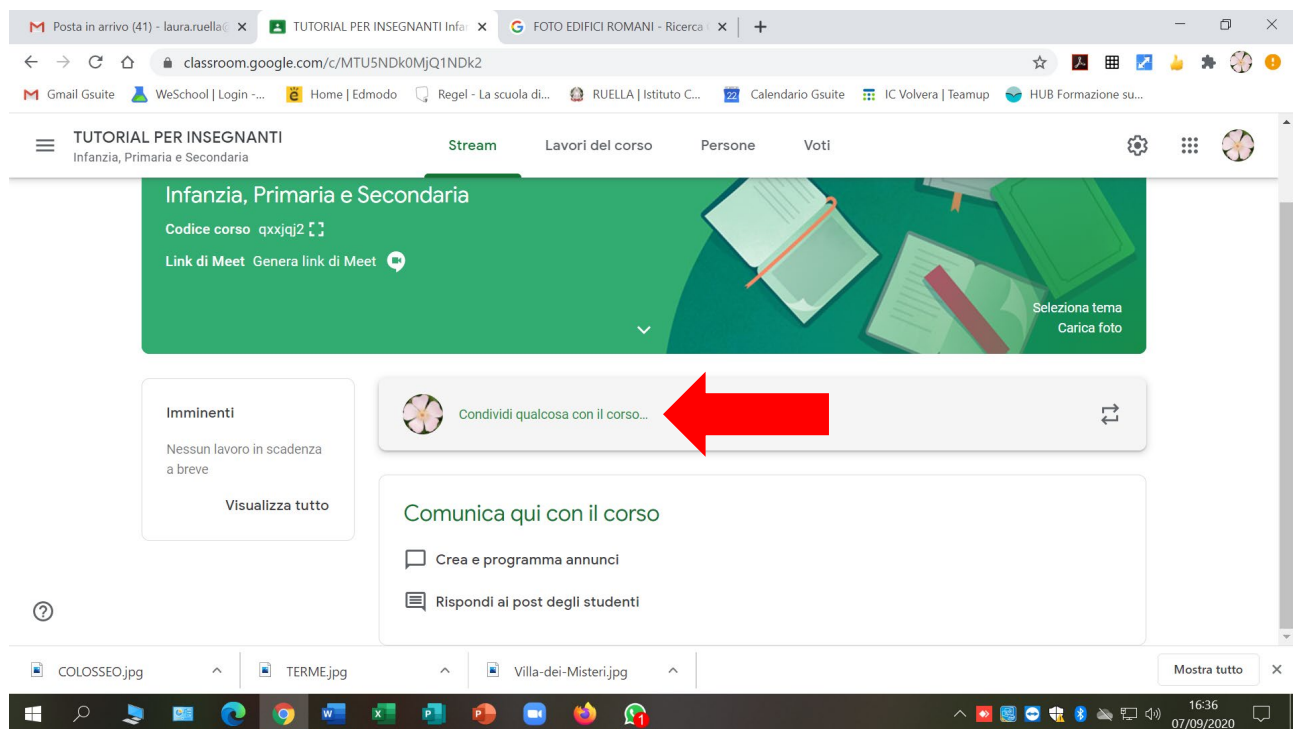 Posta in arrivo (41) - laura.ruella@
TUTORIAL PER INSEGNANTI Infan
FOTO EDIFICI ROMANI - Ricerca
classroom.google.com/c/MTU5NDk0MjQ1NDk2
Gmail Gsuite
WeSchool | Login -...
Home | Edmodo
Regel - La scuola di...
RUELLA | Istituto C...
22
Calendario Gsuite
IC Volvera | Teamup
HUB Formazione su...
TUTORIAL PER INSEGNANTI
Infanzia, Primaria e Secondaria
Stream
Lavori del corso
Persone
Voti
Infanzia, Primaria e Secondaria
Codice corso qxxjqj2
Link di Meet Genera link di Meet
Seleziona tema
Carica foto
Imminenti
Nessun lavoro in scadenza
a breve
Visualizza tutto
Condividi qualcosa con il corso...
Comunica qui con il corso
Crea e programma annunci
Rispondi ai post degli studenti
COLOSSEO.jpg
TERME.jpg
Villa-dei-Misteri.jpg
Mostra tutto
1
16:36
07/09/2020